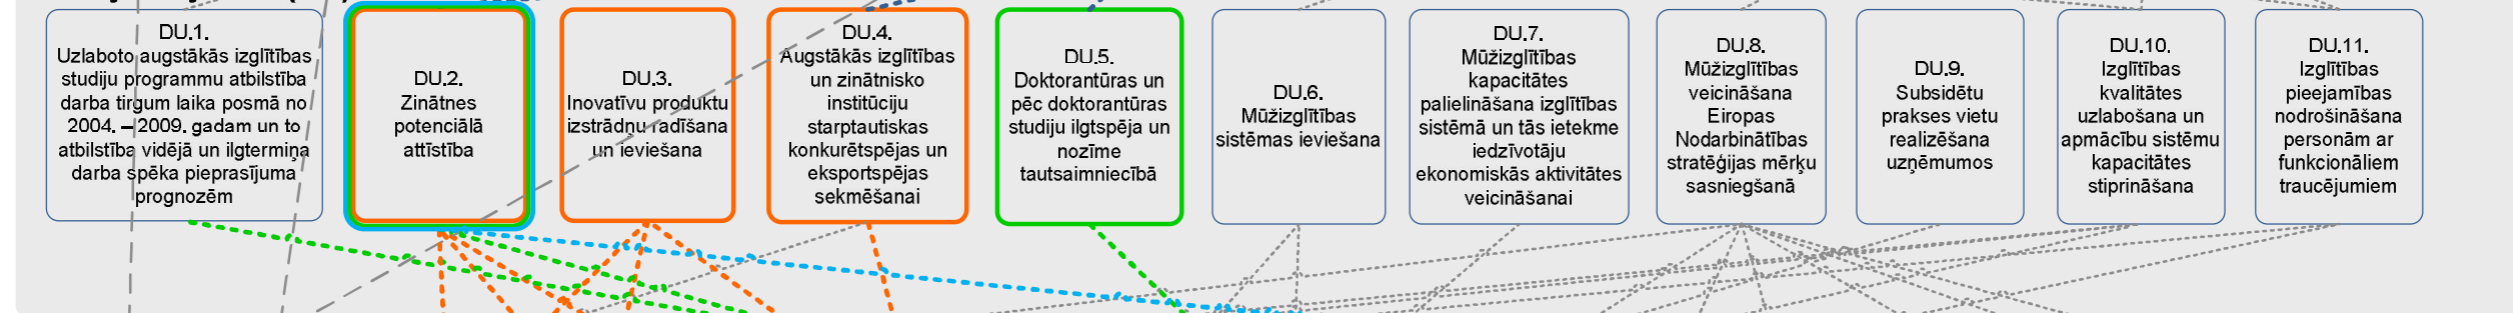 DU.1.
Uzlaboto augstākās izglītības
studiju programmu atbilstība
darba tirgum laika posmā no
2004. – 2009. gadam un to
atbilstība vidējā un ilgtermiņa
darba spēka pieprasījuma
prognozēm
DU.2.
Zinātnes
potenciālā
attīstība
DU.3.
Inovatīvu produktu
izstrādņu radīšana
un ieviešana
DU.4.
Augstākās izglītības
un zinātnisko
institūciju
starptautiskas
konkurētspējas un
eksportspējas
sekmēšanai
DU.5.
Doktorantūras un
pēc doktorantūras
studiju ilgtspēja un
nozīme
tautsaimniecībā
DU.6.
Mūžizglītības
sistēmas ieviešana
DU.7.
Mūžizglītības
kapacitātes
palielināšana izglītības
sistēmā un tās ietekme
iedzīvotāju
ekonomiskās aktivitātes
veicināšanai
DU.8.
Mūžizglītības
veicināšana
Eiropas
Nodarbinātības
stratēģijas mērķu
sasniegšanā
DU.9.
Subsidētu
prakses vietu
realizēšana
uzņēmumos
DU.10.
Izglītības
kvalitātes
uzlabošana un
apmācību sistēmu
kapacitātes
stiprināšana
DU.11.
Izglītības
pieejamības
nodrošināšana
personām ar
funkcionāliem
traucējumiem